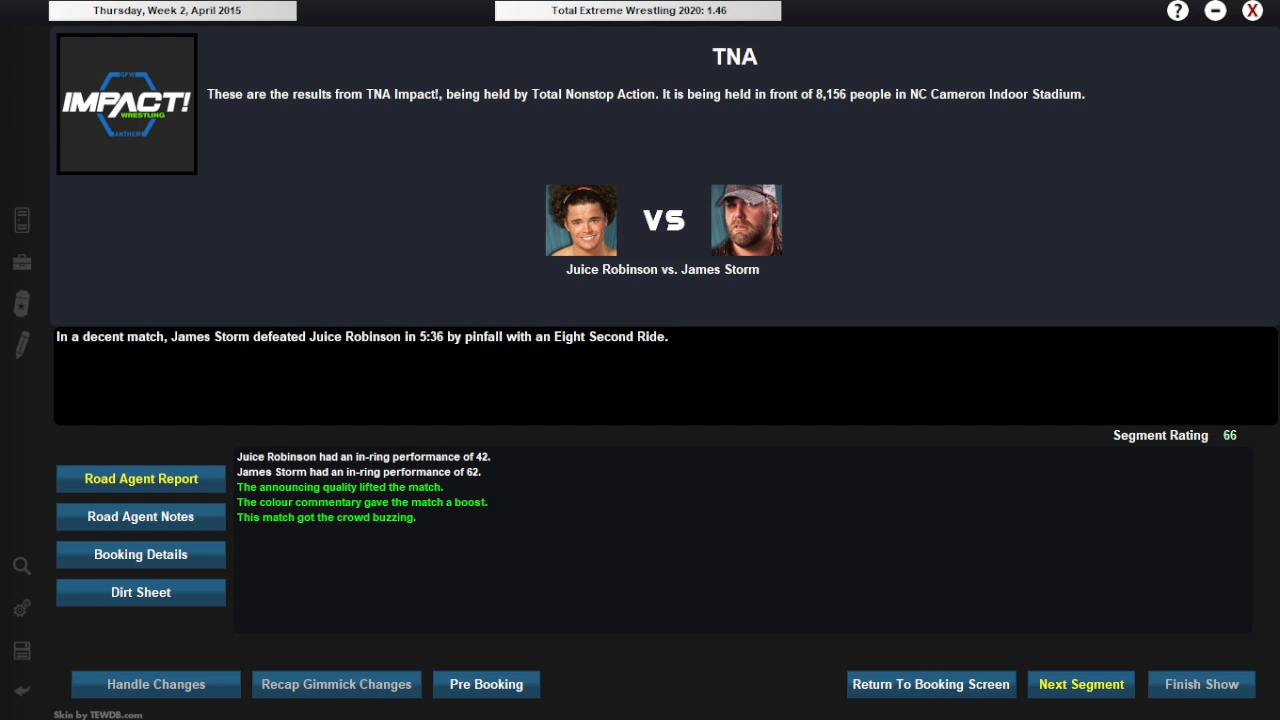 Thursday, Week 2, April 2015
Total Extreme Wrestling 2020: 1.46
? - X
TNA
GFW
IMPACT!
WRESTLING
ANTHEM
These are the results from TNA Impact!, being held by Total Nonstop Action. It is being held in front of 8,156 people in NC Cameron Indoor Stadium.
VS
Juice Robinson vs. James Storm
In a decent match, James Storm defeated Juice Robinson in 5:36 by pinfall with an Eight Second Ride.
Segment Rating 66
Road Agent Report
Road Agent Notes
Booking Details
Dirt Sheet
Juice Robinson had an in-ring performance of 42.
James Storm had an in-ring performance of 62.
The announcing quality lifted the match.
The colour commentary gave the match a boost.
This match got the crowd buzzing.
Handle Changes
Recap Gimmick Changes
Pre Booking
Return To Booking Screen
Next Segment
Finish Show
Skin by TEWDB.com